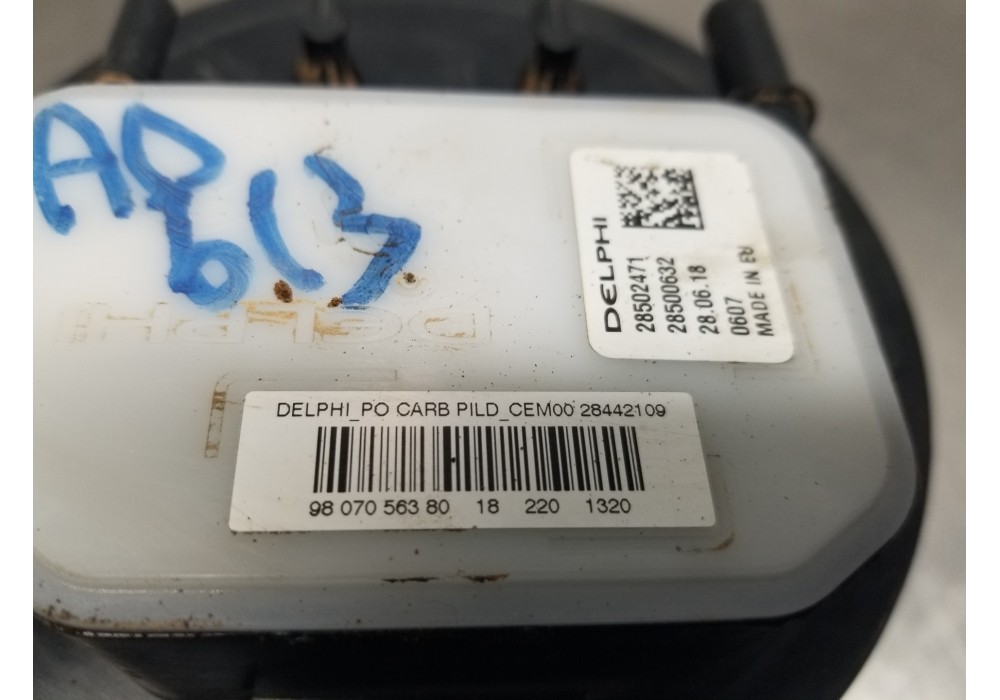 AD
613
DELPHI
DELPHI
28502471
28500632
28.06.18
0607
MADE IN EU
DELPHI_PO CARB PILD_CEM00 28442109
98 070 563 80 18 220 1320